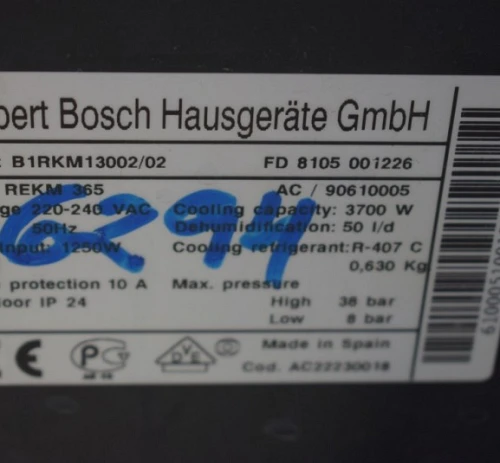 bert Bosch Hausgeräte GmbH
: B1RKM13002/02 FD 8105 001226
REKM 365 AC / 90610005
ge 220-240 VAC Cooling capacity: 3700 W
50Hz Dehumidification: 50 l/d
Input: 1250W Cooling refrigerant: R-407 C
0,630 Kg
protection 10 A Max. pressure
oor IP 24 High 38 bar
Low 8 bar
Made in Spain
Cod. AC22230018
6294